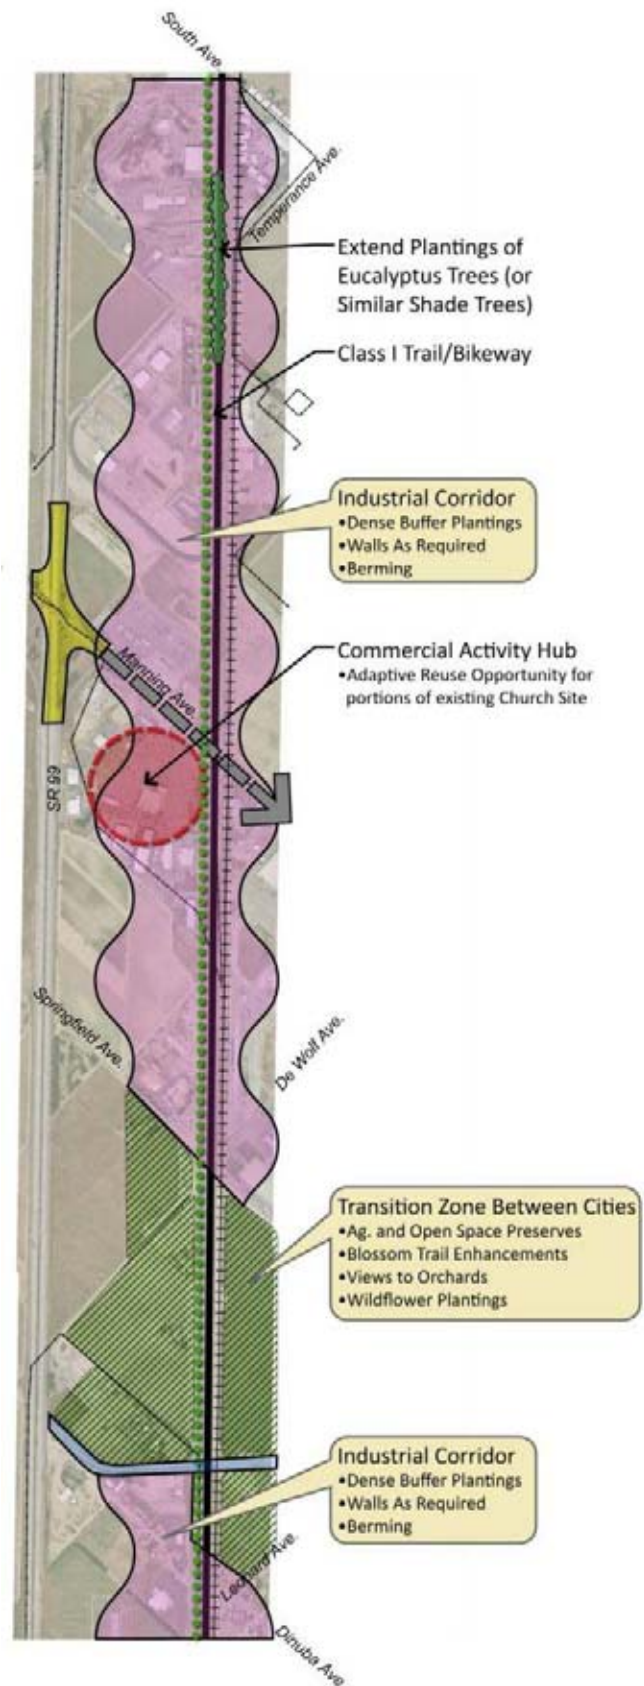 South Ave.
Temperance Ave.
Extend Plantings of
Eucalyptus Trees (or
Similar Shade Trees)
Class I Trail/Bikeway
Industrial Corridor
•Dense Buffer Plantings
•Walls As Required
•Berming
Manning Ave.
Commercial Activity Hub
•Adaptive Reuse Opportunity for
portions of existing Church Site
SR 99
Springfield Ave.
De Wolf Ave.
Transition Zone Between Cities
•Ag. and Open Space Preserves
•Blossom Trail Enhancements
•Views to Orchards
•Wildflower Plantings
Industrial Corridor
•Dense Buffer Plantings
•Walls As Required
•Berming
Leonard Ave.
Dinuba Ave